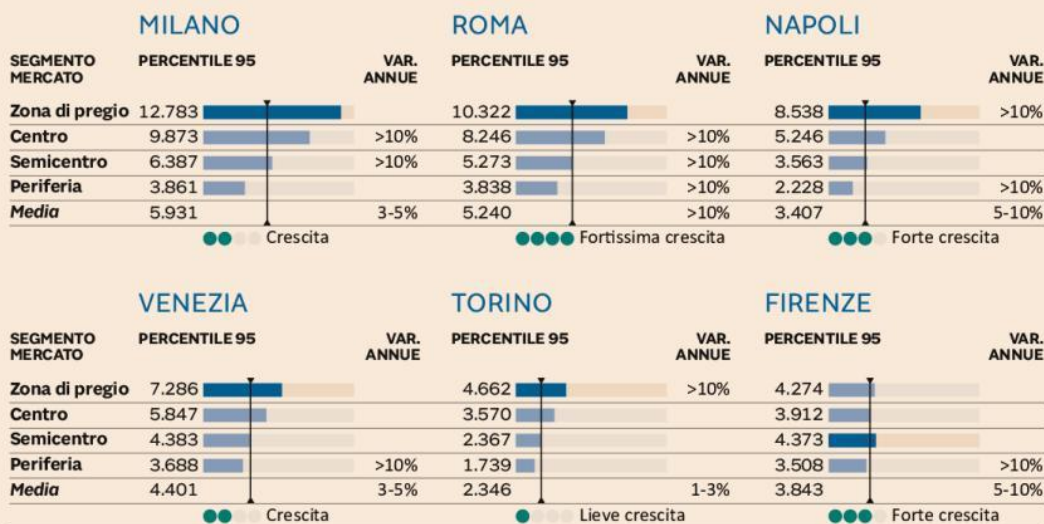 MILANO ROMA NAPOLI
SEGMENTO PERCENTILE 95 VAR. PERCENTILE 95 VAR. PERCENTILE 95 VAR.
MERCATO ANNUE ANNUE ANNUE
Zona di pregio 12.783 10.322 8.538 >10%
Centro 9.873 >10% 8.246 >10% 5.246
Semicentro 6.387 >10% 5.273 >10% 3.563
Periferia 3.861 3.838 >10% 2.228 >10%
Media 5.931 3-5% 5.240 >10% 3.407 5-10%
Crescita Fortissima crescita Forte crescita
VENEZIA TORINO FIRENZE
SEGMENTO PERCENTILE 95 VAR. PERCENTILE 95 VAR. PERCENTILE 95 VAR.
MERCATO ANNUE ANNUE ANNUE
Zona di pregio 7.286 4.662 >10% 4.274
Centro 5.847 3.570 3.912
Semicentro 4.383 2.367 4.373
Periferia 3.688 >10% 1.739 3.508 >10%
Media 4.401 3-5% 2.346 1-3% 3.843 5-10%
Crescita Lieve crescita Forte crescita